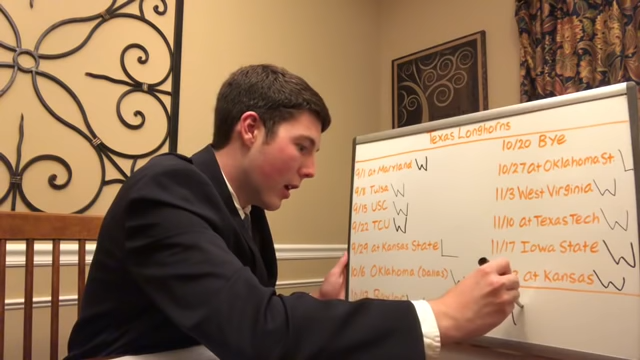 Texas Longhorns
9/1 at Maryland W
9/8 Tulsa W
9/15 USC W
9/22 TCU W
9/29 at Kansas State L
10/6 Oklahoma (Dallas) W
10/20 Bye
10/27 at Oklahoma St. L
11/3 West Virginia W
11/10 at Texas Tech W
11/17 Iowa State W
at Kansas W